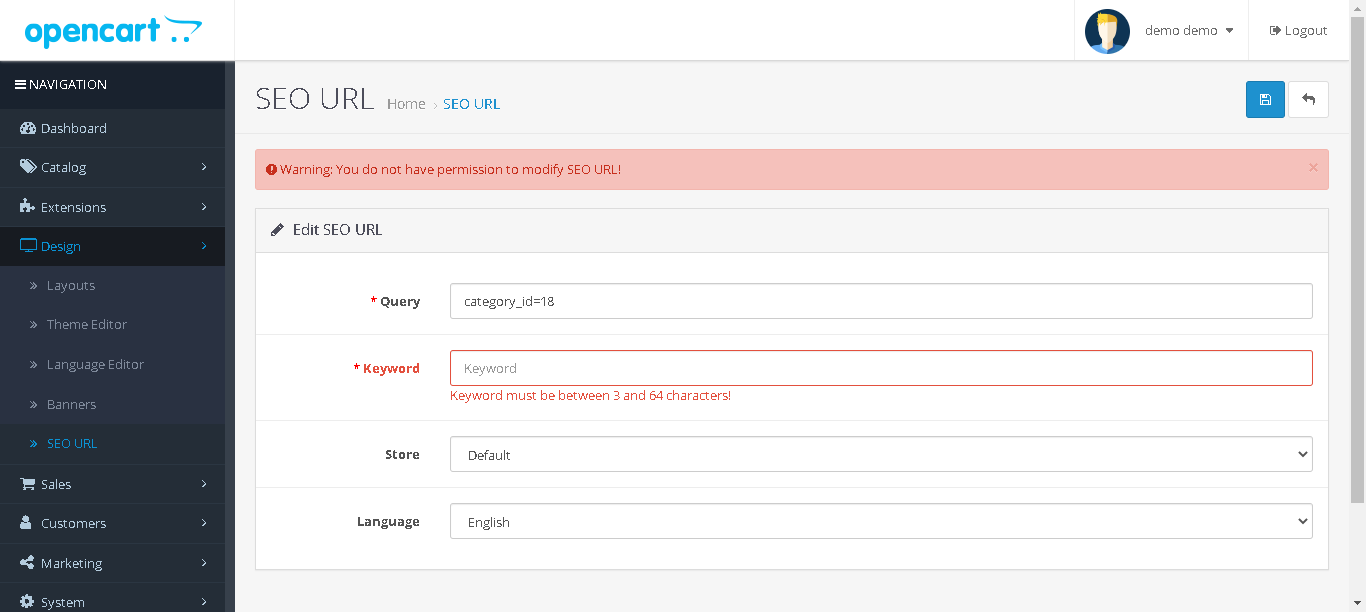 opencart
demo demo
Logout
NAVIGATION
Dashboard
Catalog
Extensions
Design
Layouts
Theme Editor
Language Editor
Banners
SEO URL
Sales
Customers
Marketing
System
SEO URL
Home › SEO URL
Warning: You do not have permission to modify SEO URL! ×
Edit SEO URL
* Query category_id=18
* Keyword Keyword
Keyword must be between 3 and 64 characters!
Store Default
Language English